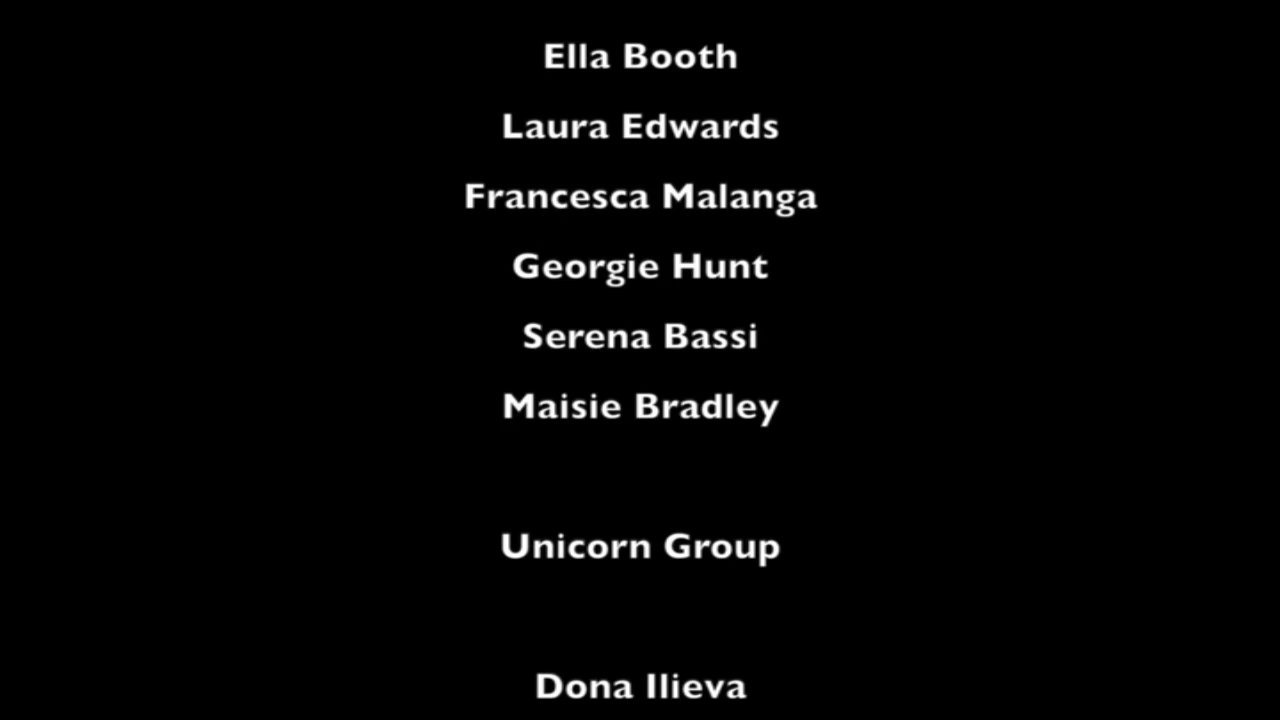 Ella Booth
Laura Edwards
Francesca Malanga
Georgie Hunt
Serena Bassi
Maisie Bradley
Unicorn Group
Dona Ilieva